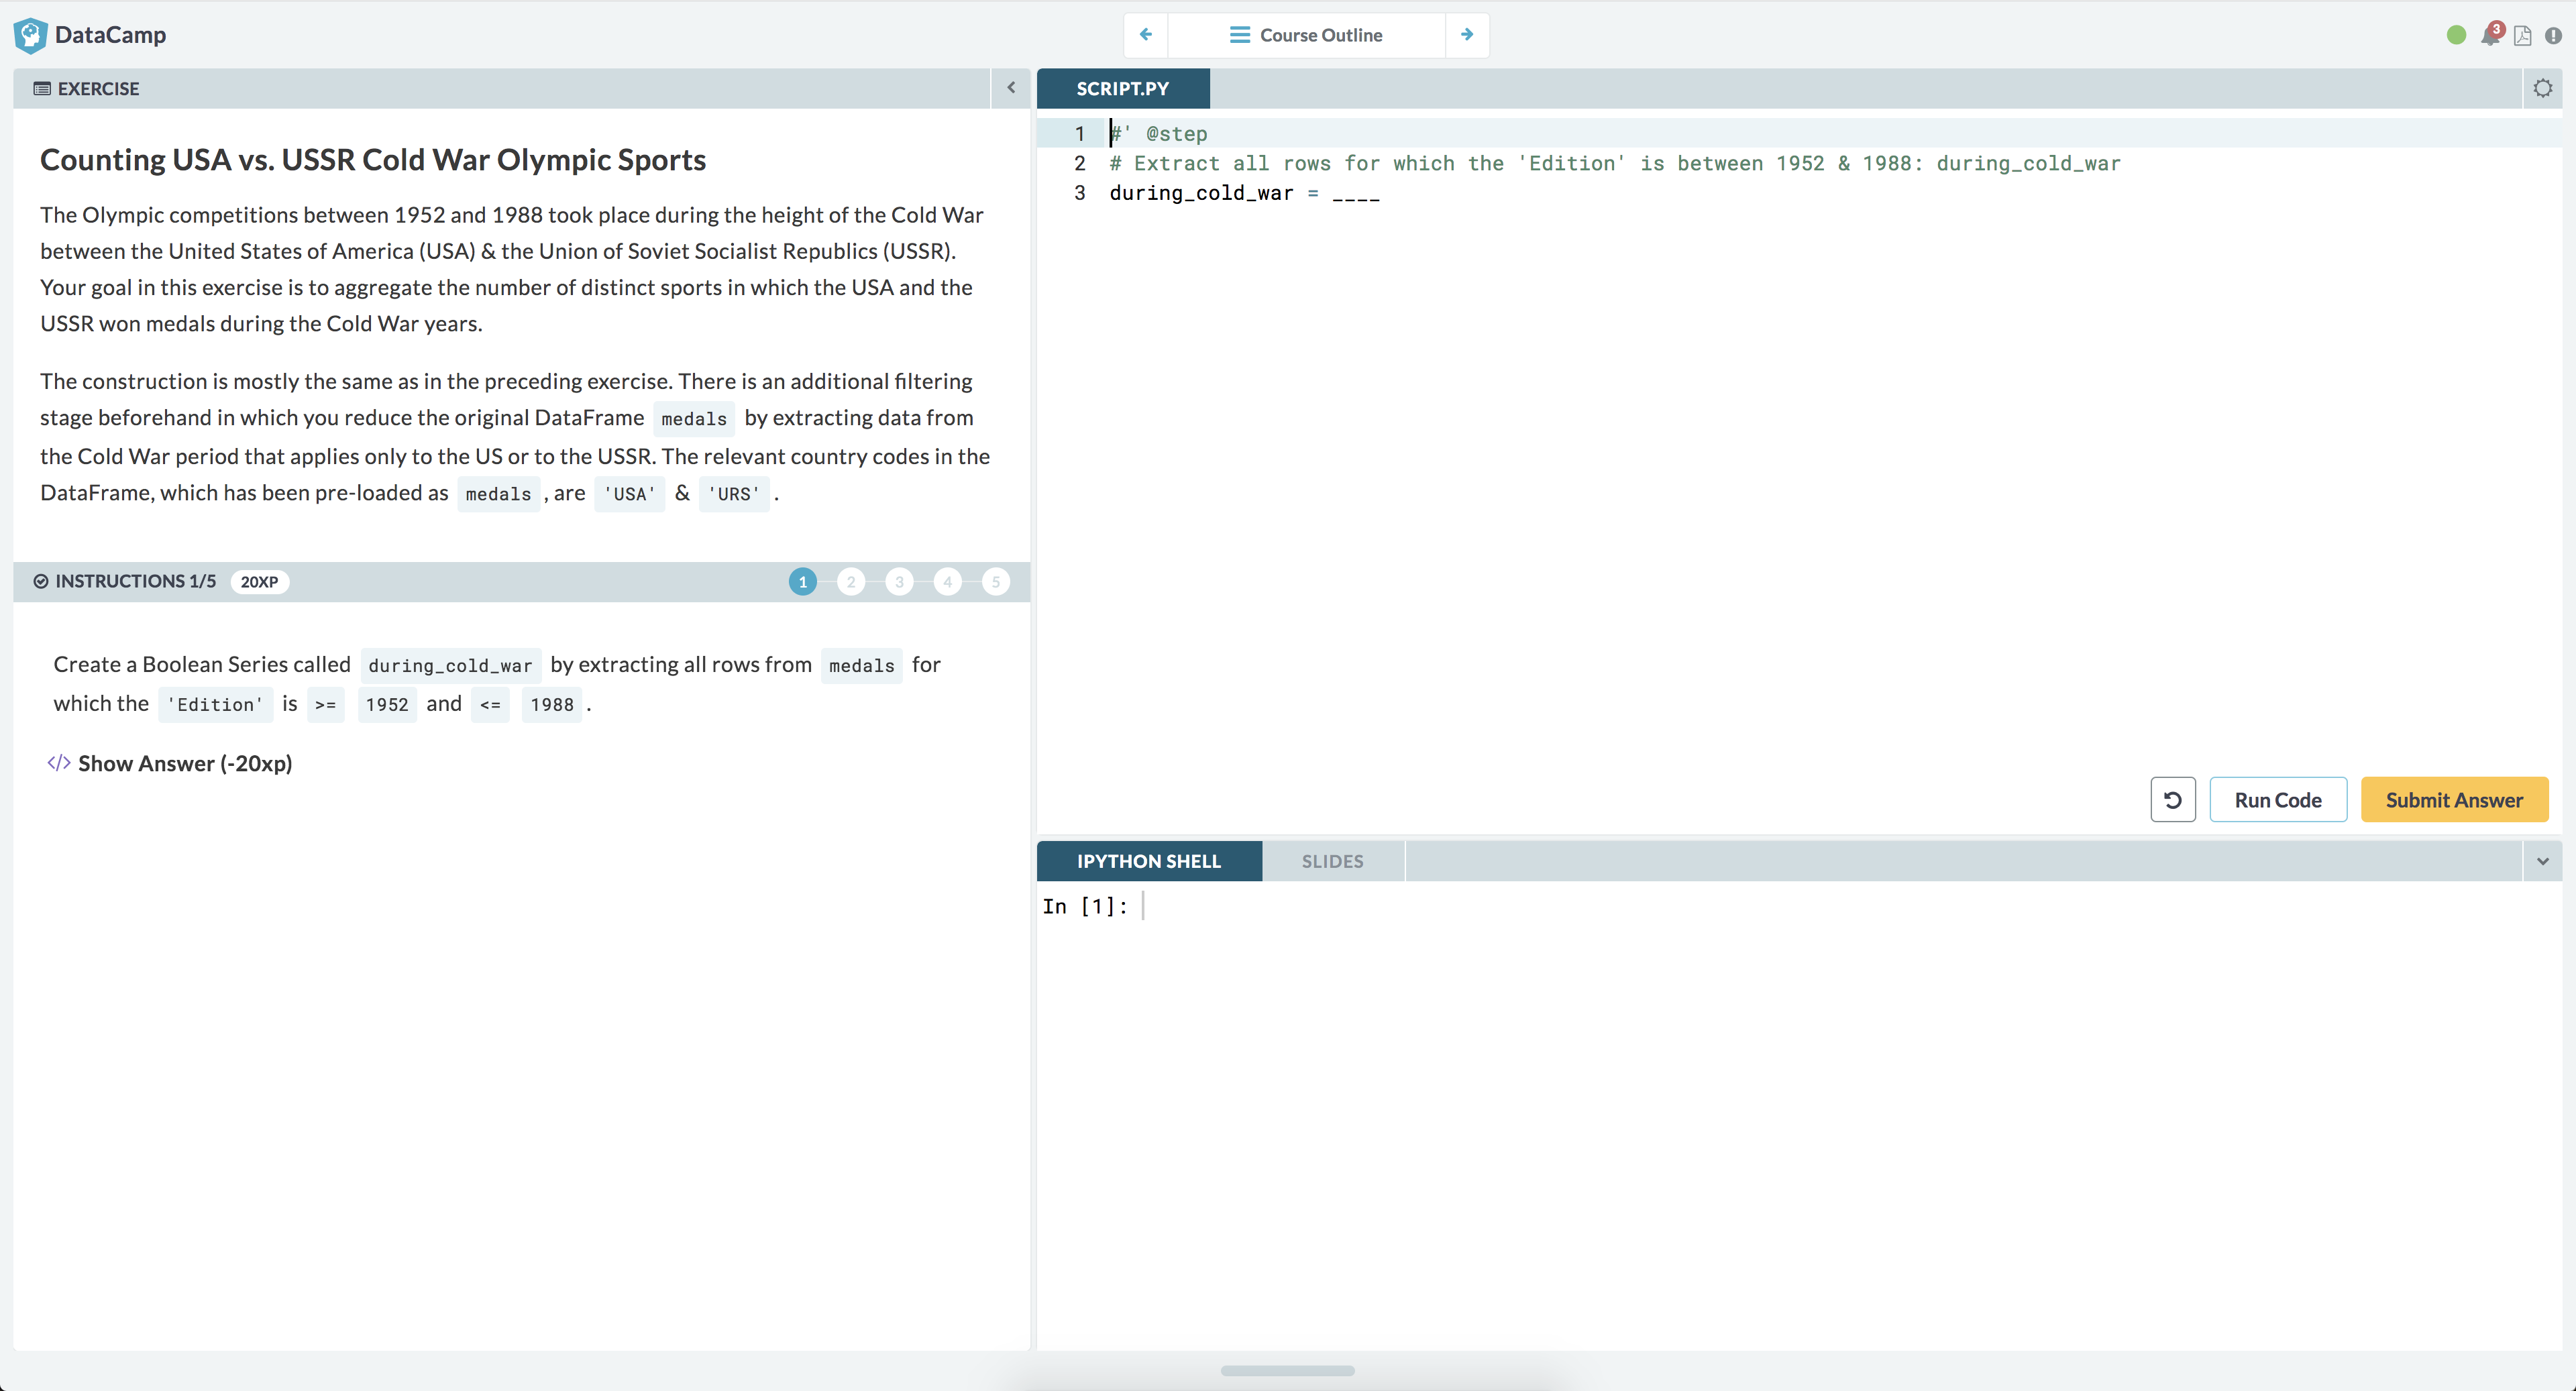 DataCamp
Course Outline
3
EXERCISE
Counting USA vs. USSR Cold War Olympic Sports
The Olympic competitions between 1952 and 1988 took place during the height of the Cold War
between the United States of America (USA) & the Union of Soviet Socialist Republics (USSR).
Your goal in this exercise is to aggregate the number of distinct sports in which the USA and the
USSR won medals during the Cold War years.
The construction is mostly the same as in the preceding exercise. There is an additional filtering
stage beforehand in which you reduce the original DataFrame medals by extracting data from
the Cold War period that applies only to the US or to the USSR. The relevant country codes in the
DataFrame, which has been pre-loaded as medals , are 'USA' & 'URS' .
INSTRUCTIONS 1/5 20XP 1 2 3 4 5
Create a Boolean Series called during_cold_war by extracting all rows from medals for
which the 'Edition' is >= 1952 and <= 1988 .
</> Show Answer (-20xp)
SCRIPT.PY
1 #' @step
2 # Extract all rows for which the 'Edition' is between 1952 & 1988: during_cold_war
3 during_cold_war = ____
Run Code
Submit Answer
IPYTHON SHELL
SLIDES
In [1]: